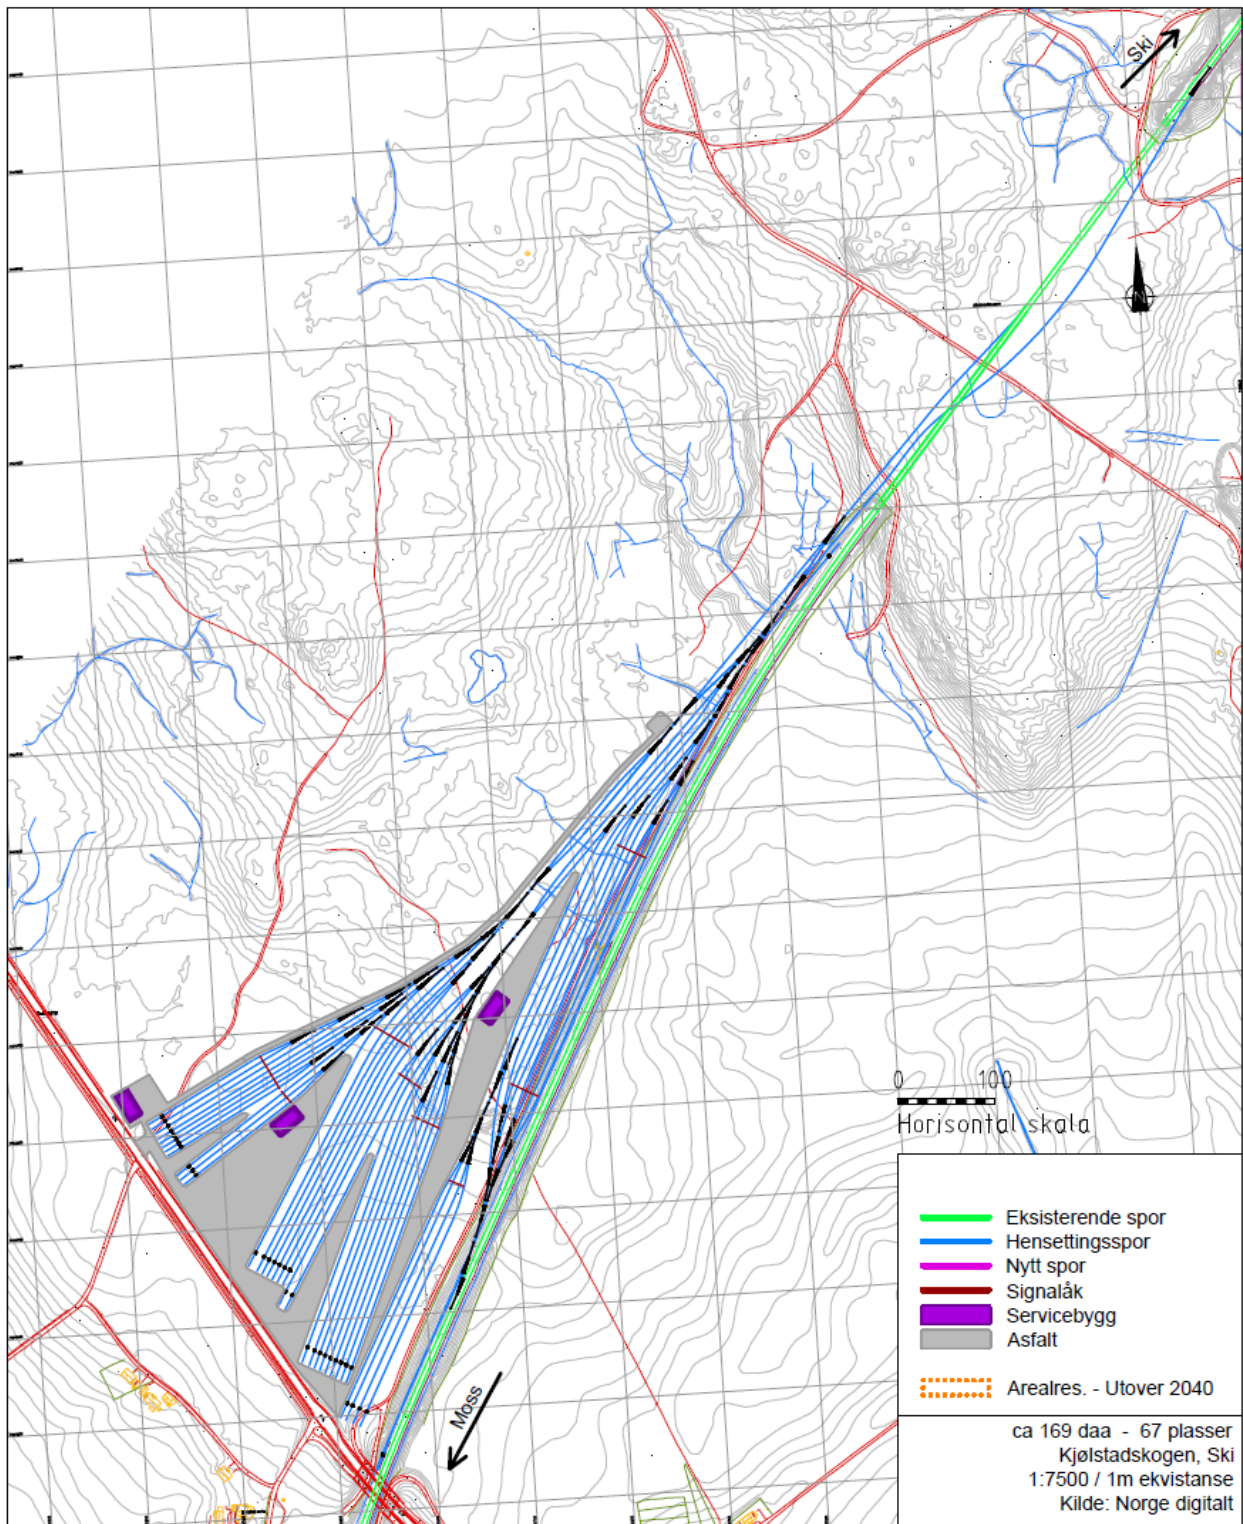 Ski
N
0 100
Horisontal skala
Moss
Eksisterende spor
Hensettingsspor
Nytt spor
Signalåk
Servicebygg
Asfalt
Arealres. - Utover 2040
ca 169 daa - 67 plasser
Kjølstadskogen, Ski
1:7500 / 1m ekvistanse
Kilde: Norge digitalt